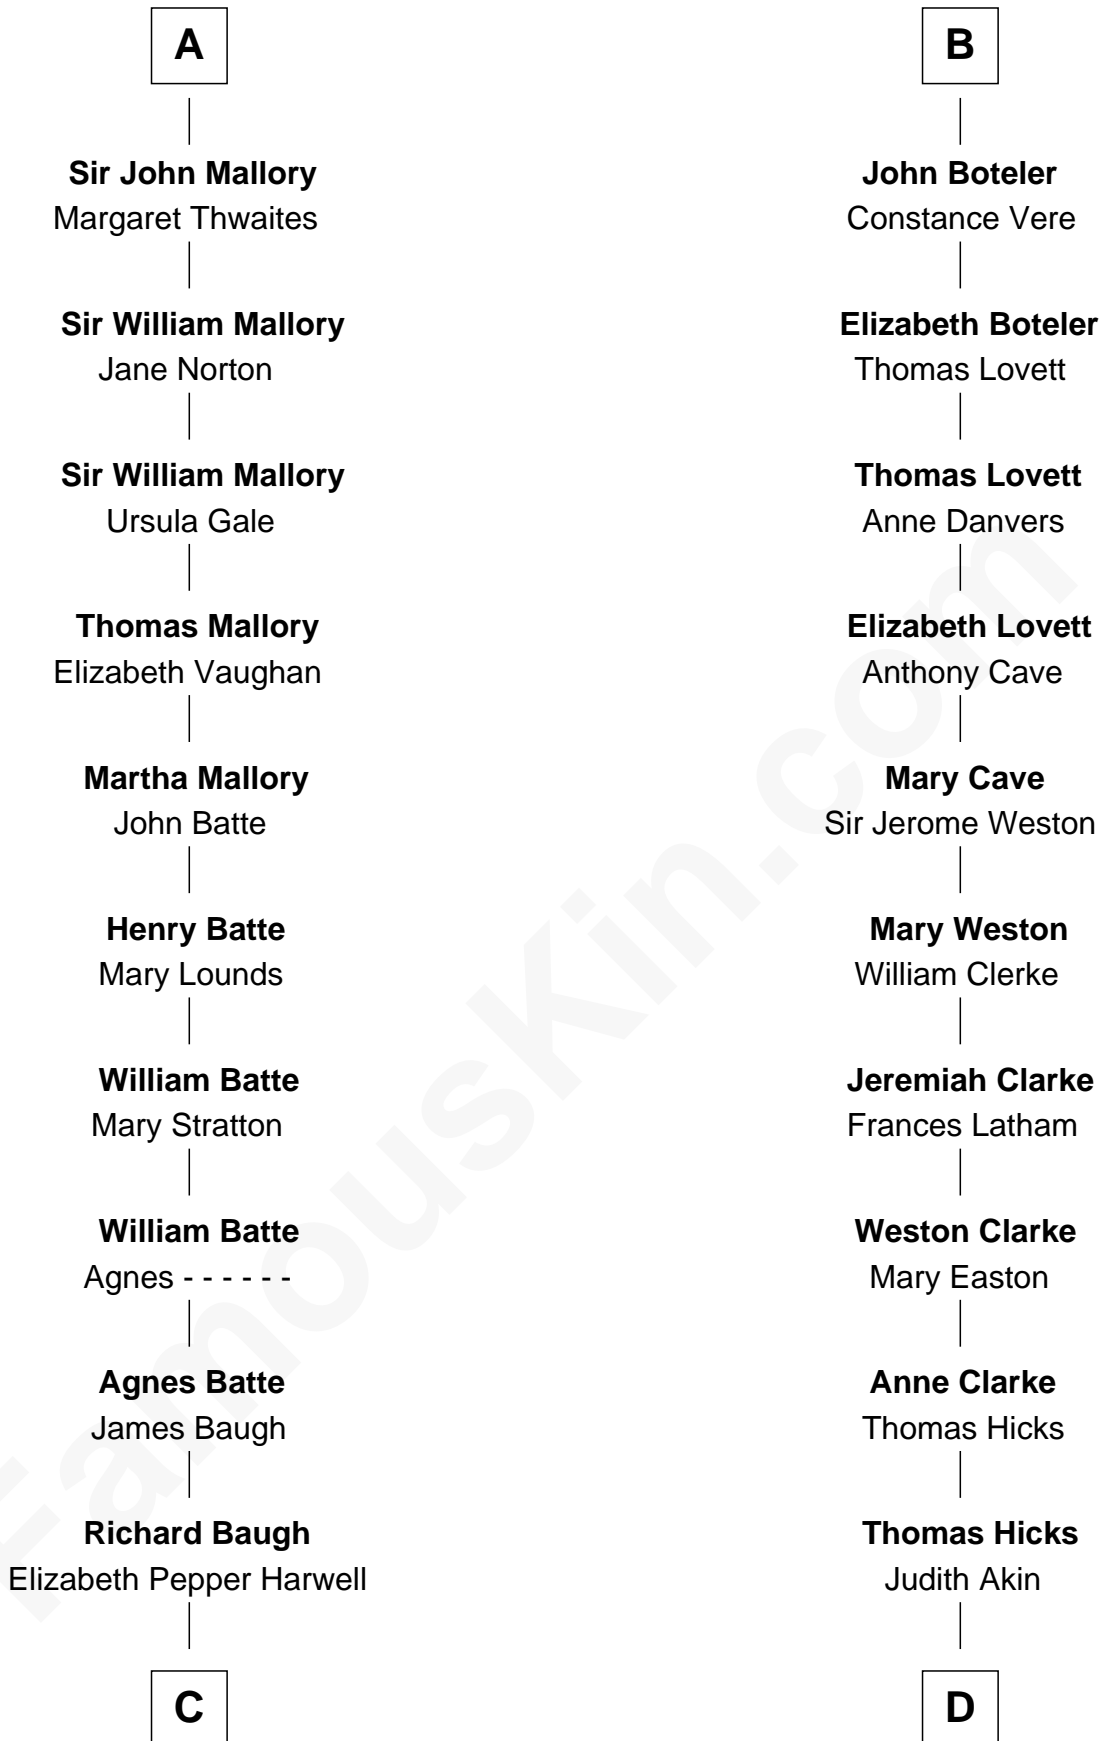 A
Sir John Mallory
Margaret Thwaites
Sir William Mallory
Jane Norton
Sir William Mallory
Ursula Gale
Thomas Mallory
Elizabeth Vaughan
Martha Mallory
John Batte
Henry Batte
Mary Lounds
William Batte
Mary Stratton
William Batte
Agnes - - - - - -
Agnes Batte
James Baugh
Richard Baugh
Elizabeth Pepper Harwell
C
B
John Boteler
Constance Vere
Elizabeth Boteler
Thomas Lovett
Thomas Lovett
Anne Danvers
Elizabeth Lovett
Anthony Cave
Mary Cave
Sir Jerome Weston
Mary Weston
William Clerke
Jeremiah Clarke
Frances Latham
Weston Clarke
Mary Easton
Anne Clarke
Thomas Hicks
Thomas Hicks
Judith Akin
D
FamousKin.com